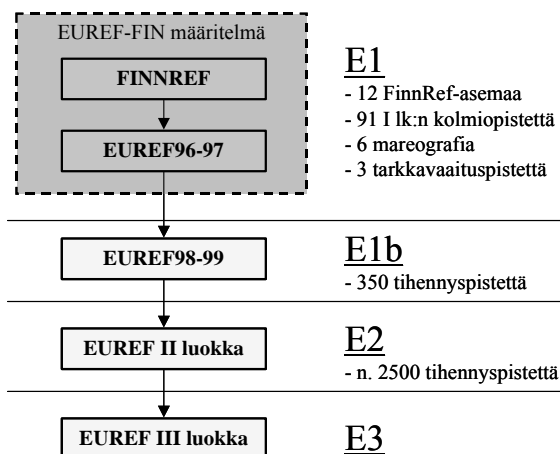 EUREF-FIN määritelmä
FINNREF
EUREF96-97
E1
- 12 FinnRef-asemaa
- 91 I lk:n kolmiopistettä
- 6 mareografia
- 3 tarkkavaaituspistettä
EUREF98-99
E1b
- 350 tihennyspistettä
EUREF II luokka
E2
- n. 2500 tihennyspistettä
EUREF III luokka
E3